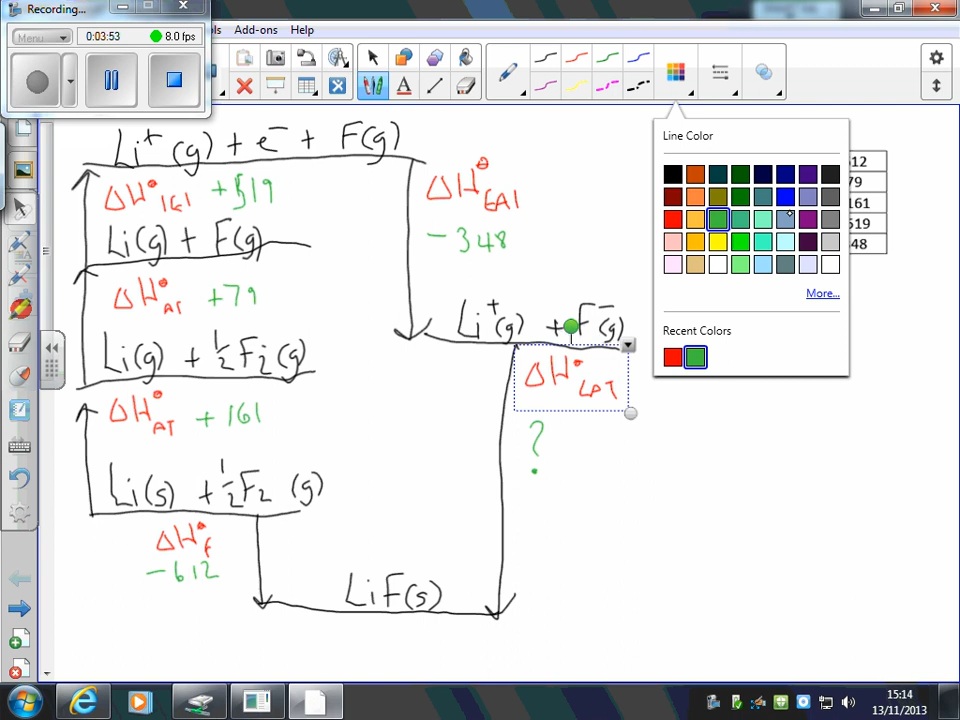 Recording...
Menu 0:03:53 8.0 fps
Add-ons Help
Line Color
More...
Recent Colors
612
79
161
519
48
Li⁺(g) + e⁻ + F(g)
ΔH°IE1 +519
ΔH⦵EA1
-348
Li(g) + F(g)
ΔH°AT +79
Li⁺(g) + F⁻(g)
Li(g) + ½F2(g)
ΔH°LAT
ΔH°AT +161
?
Li(s) + ½F2 (g)
ΔH°f
-612
LiF(s)
15:14
13/11/2013